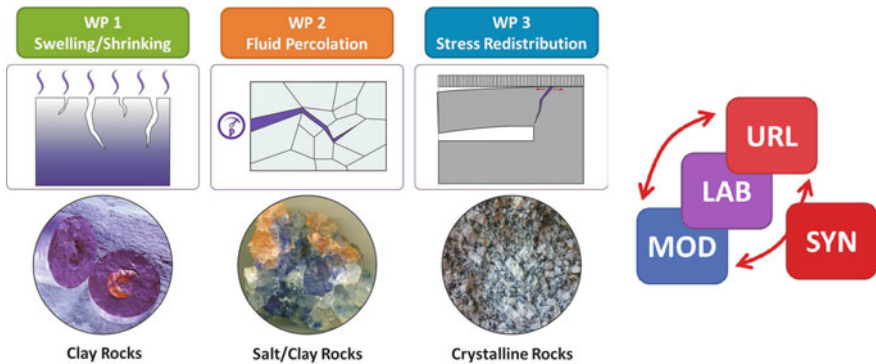 WP 1
Swelling/Shrinking
WP 2
Fluid Percolation
WP 3
Stress Redistribution
URL
LAB
MOD
SYN
Clay Rocks
Salt/Clay Rocks
Crystalline Rocks